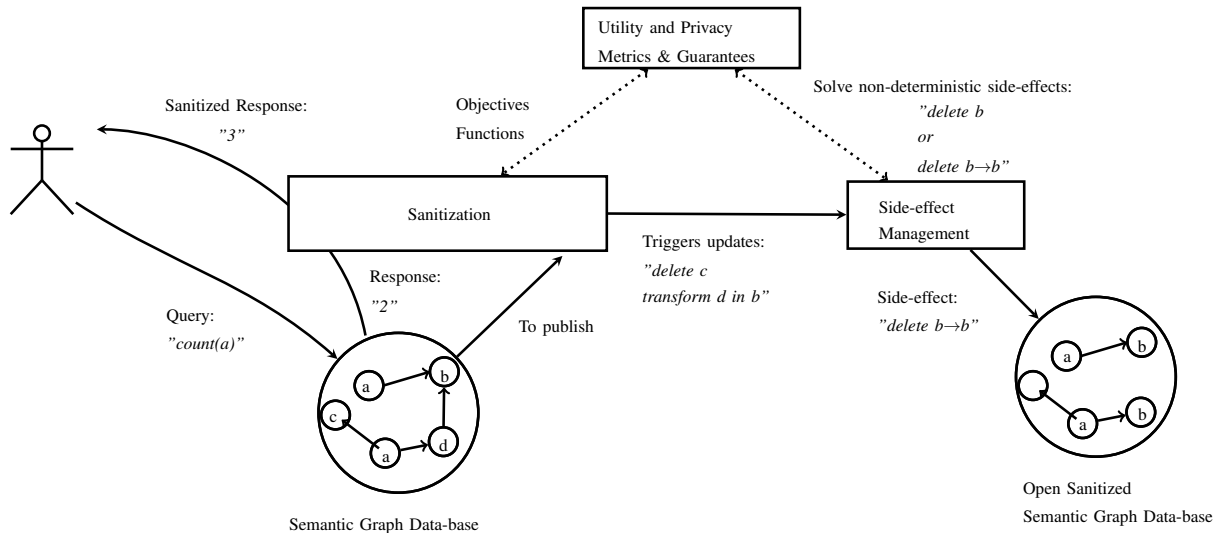 Utility and Privacy
Metrics & Guarantees
Solve non-deterministic side-effects:
”delete b
or
delete b→b”
Objectives
Functions
Sanitized Response:
”3”
Sanitization
Side-effect
Management
Triggers updates:
”delete c
transform d in b”
Response:
”2”
To publish
Query:
”count(a)”
Side-effect:
”delete b→b”
a
b
c
a
d
a
b
a
b
Semantic Graph Data-base
Open Sanitized
Semantic Graph Data-base